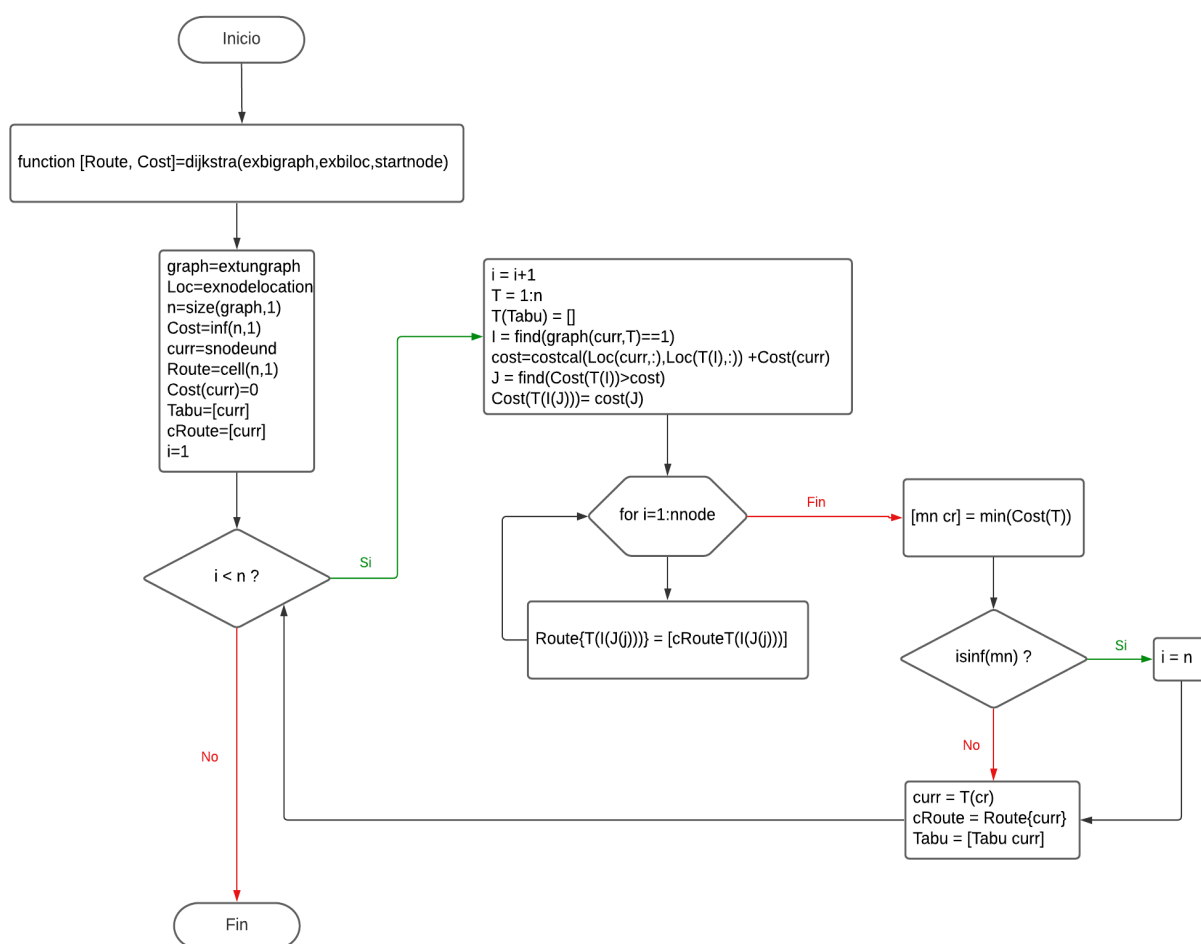 Inicio
function [Route, Cost]=dijkstra(exbigraph,exbiloc,startnode)
graph=extungraph
Loc=exnodelocation
n=size(graph,1)
Cost=inf(n,1)
curr=snodeund
Route=cell(n,1)
Cost(curr)=0
Tabu=[curr]
cRoute=[curr]
i=1
i < n ?
Si
No
i = i+1
T = 1:n
T(Tabu) = []
I = find(graph(curr,T)==1)
cost=costcal(Loc(curr,:),Loc(T(I),:)) +Cost(curr)
J = find(Cost(T(I))>cost)
Cost(T(I(J)))= cost(J)
for i=1:nnode
Fin
Route{T(I(J(j)))} = [cRouteT(I(J(j)))]
[mn cr] = min(Cost(T))
isinf(mn) ?
Si
i = n
No
curr = T(cr)
cRoute = Route{curr}
Tabu = [Tabu curr]
Fin